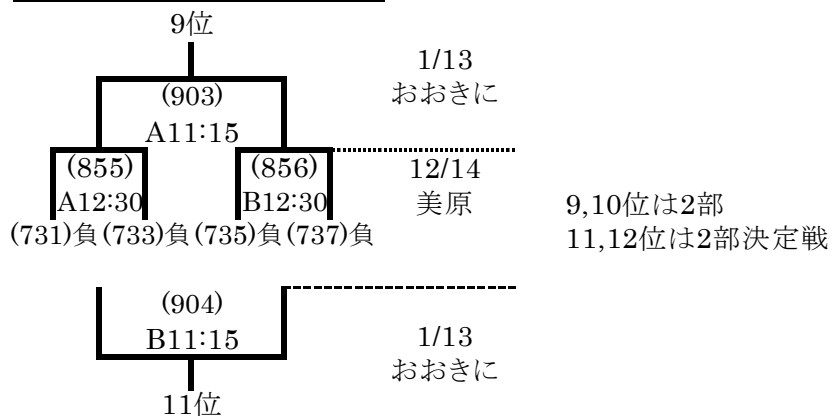 9位
1/13
おおきに
(903)
A11:15
(855)
A12:30
(856)
B12:30
12/14
美原
(731)負(733)負(735)負(737)負
9,10位は2部
11,12位は2部決定戦
(904)
B11:15
1/13
おおきに
11位